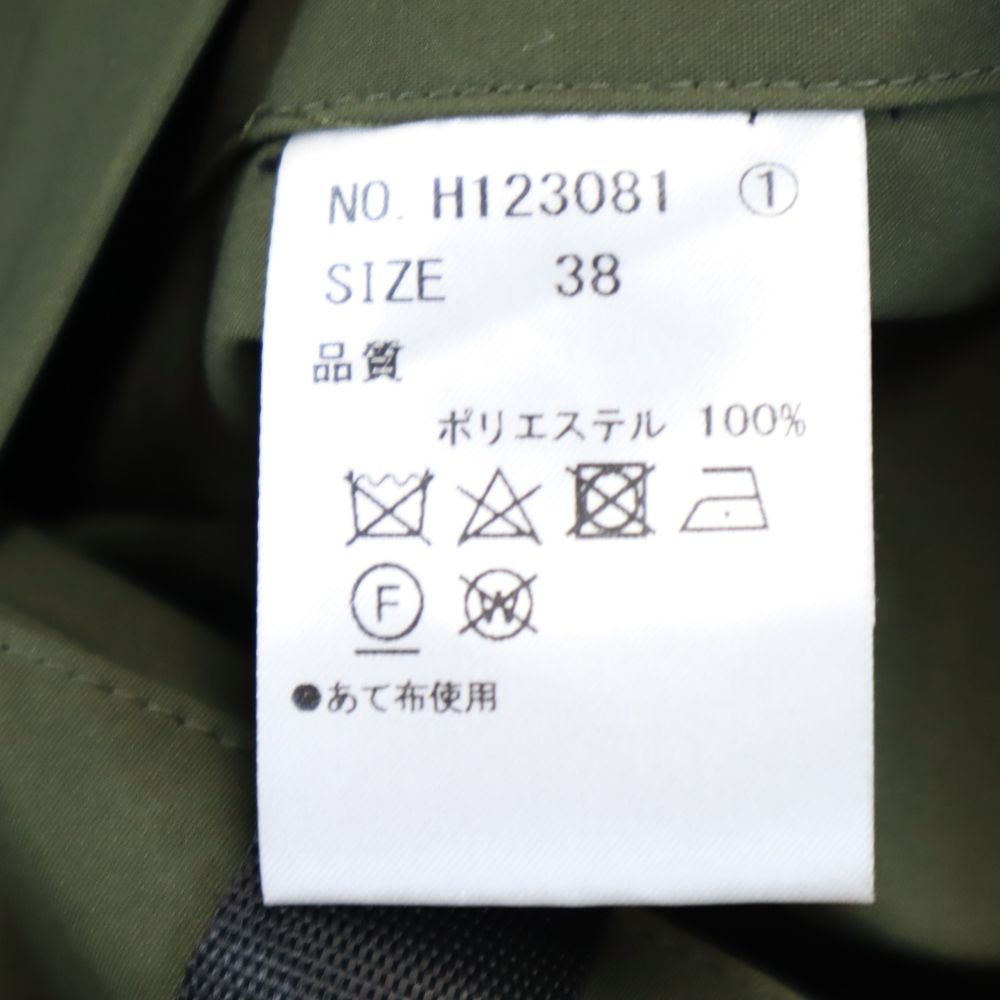 NO. H123081 ①
SIZE 38
品質
ポリエステル 100%
F W
●あて布使用